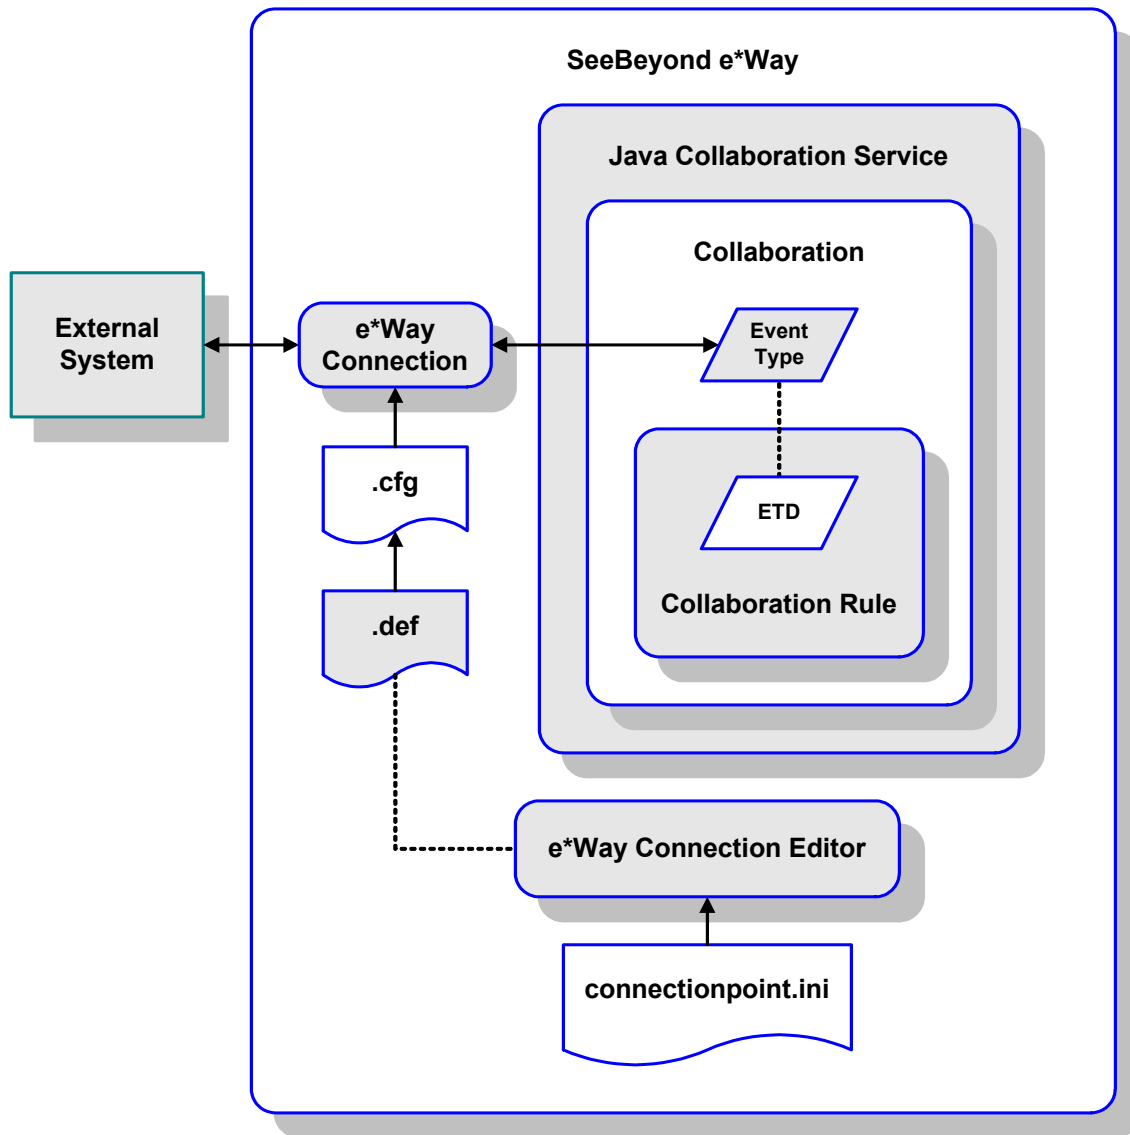 SeeBeyond e*Way
Java Collaboration Service
Collaboration
External
System
e*Way
Connection
Event
Type
.cfg
ETD
.def
Collaboration Rule
e*Way Connection Editor
connectionpoint.ini